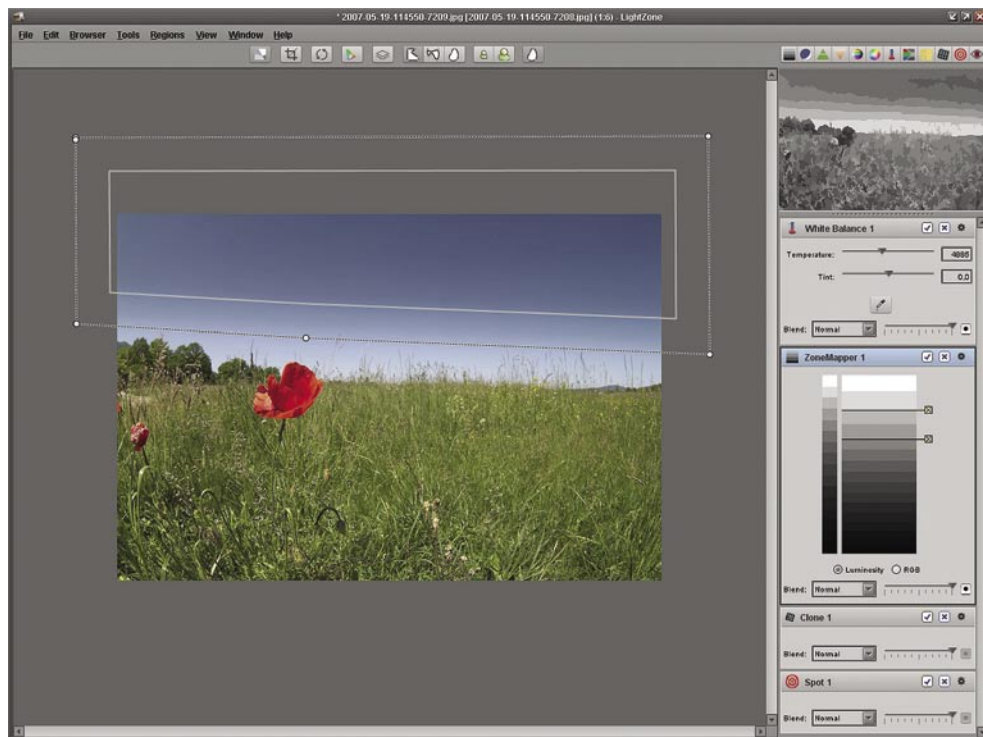 * 2007-05-19-114550-7209.jpg [2007-05-19-114550-7208.jpg] (1:6) - LightZone
File Edit Browser Tools Regions View Window Help
White Balance 1
Temperature:
Tint: 0.0
Blend: Normal
ZoneMapper 1
Luminosity RGB
Blend: Normal
Clone 1
Blend: Normal
Spot 1
Blend: Normal